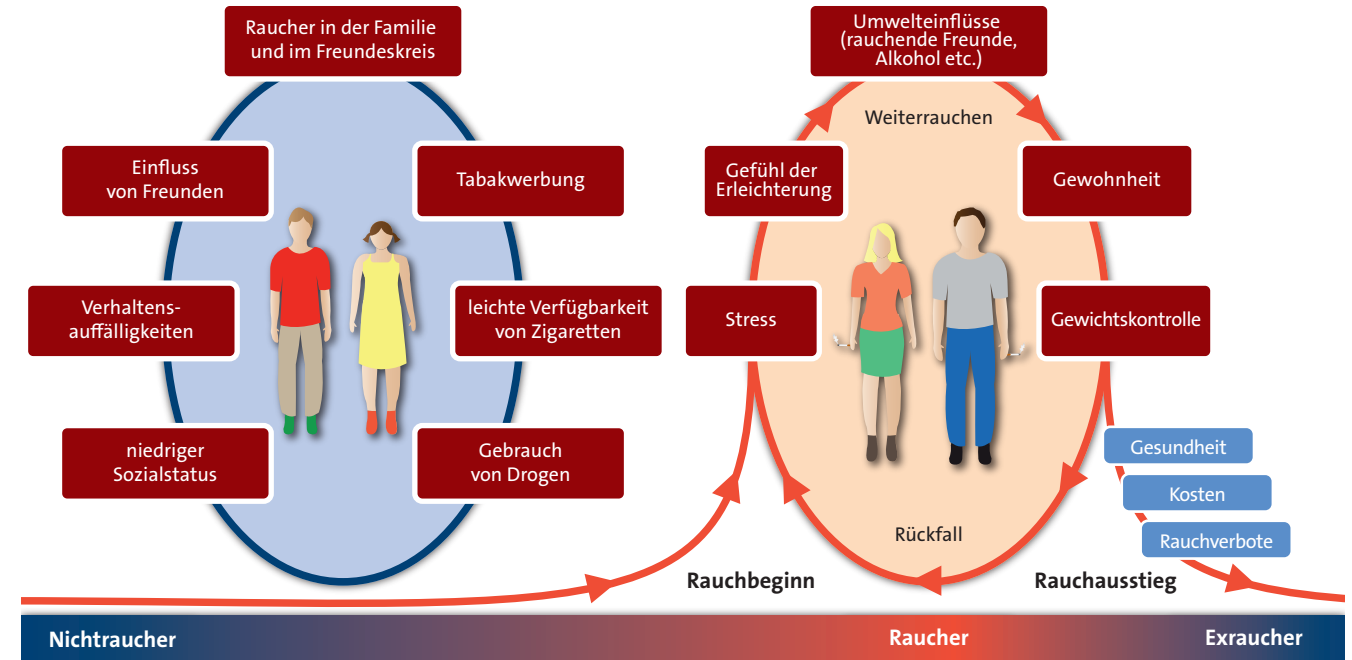 Raucher in der Familie
und im Freundeskreis
Einfluss
von Freunden
Tabakwerbung
Verhaltens-
auffälligkeiten
leichte Verfügbarkeit
von Zigaretten
niedriger
Sozialstatus
Gebrauch
von Drogen
Umwelteinflüsse
(rauchende Freunde,
Alkohol etc.)
Weiterrauchen
Gefühl der
Erleichterung
Gewohnheit
Stress
Gewichtskontrolle
Rückfall
Gesundheit
Kosten
Rauchverbote
Rauchbeginn
Rauchausstieg
Nichtraucher
Raucher
Exraucher